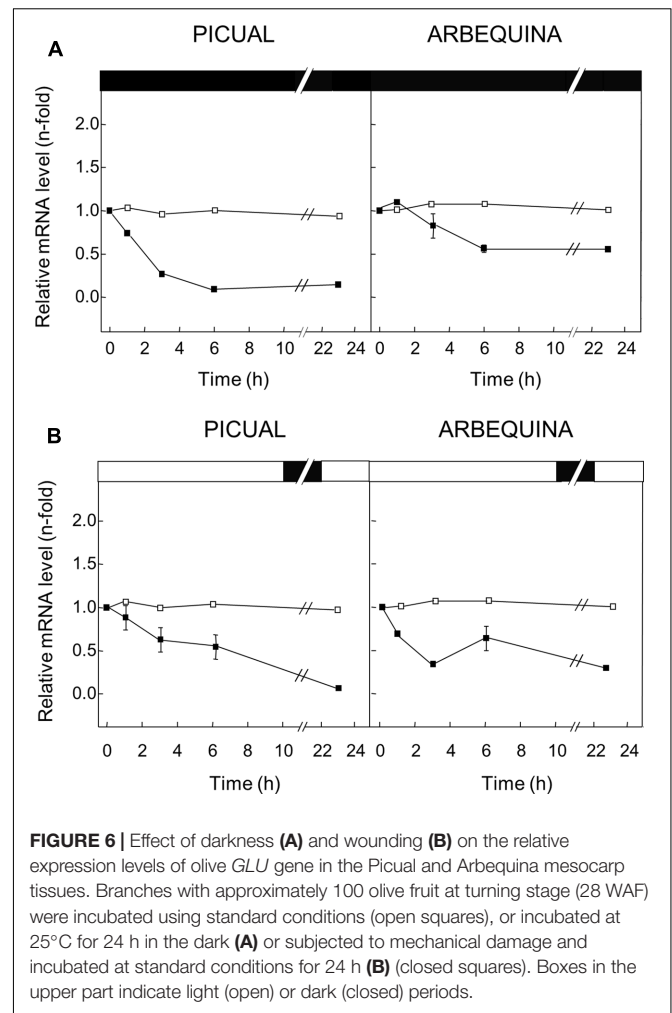 PICUAL ARBEQUINA
A
2.0
1.5
1.0
0.5
0.0
Relative mRNA level (n-fold)
0 2 4 6 8 10 22 24 0 2 4 6 8 10 22 24
Time (h) Time (h)
PICUAL ARBEQUINA
B
2.0
1.5
1.0
0.5
0.0
Relative mRNA level (n-fold)
0 2 4 6 8 10 22 24 0 2 4 6 8 10 22 24
Time (h) Time (h)
FIGURE 6 | Effect of darkness (A) and wounding (B) on the relative
expression levels of olive GLU gene in the Picual and Arbequina mesocarp
tissues. Branches with approximately 100 olive fruit at turning stage (28 WAF)
were incubated using standard conditions (open squares), or incubated at
25°C for 24 h in the dark (A) or subjected to mechanical damage and
incubated at standard conditions for 24 h (B) (closed squares). Boxes in the
upper part indicate light (open) or dark (closed) periods.